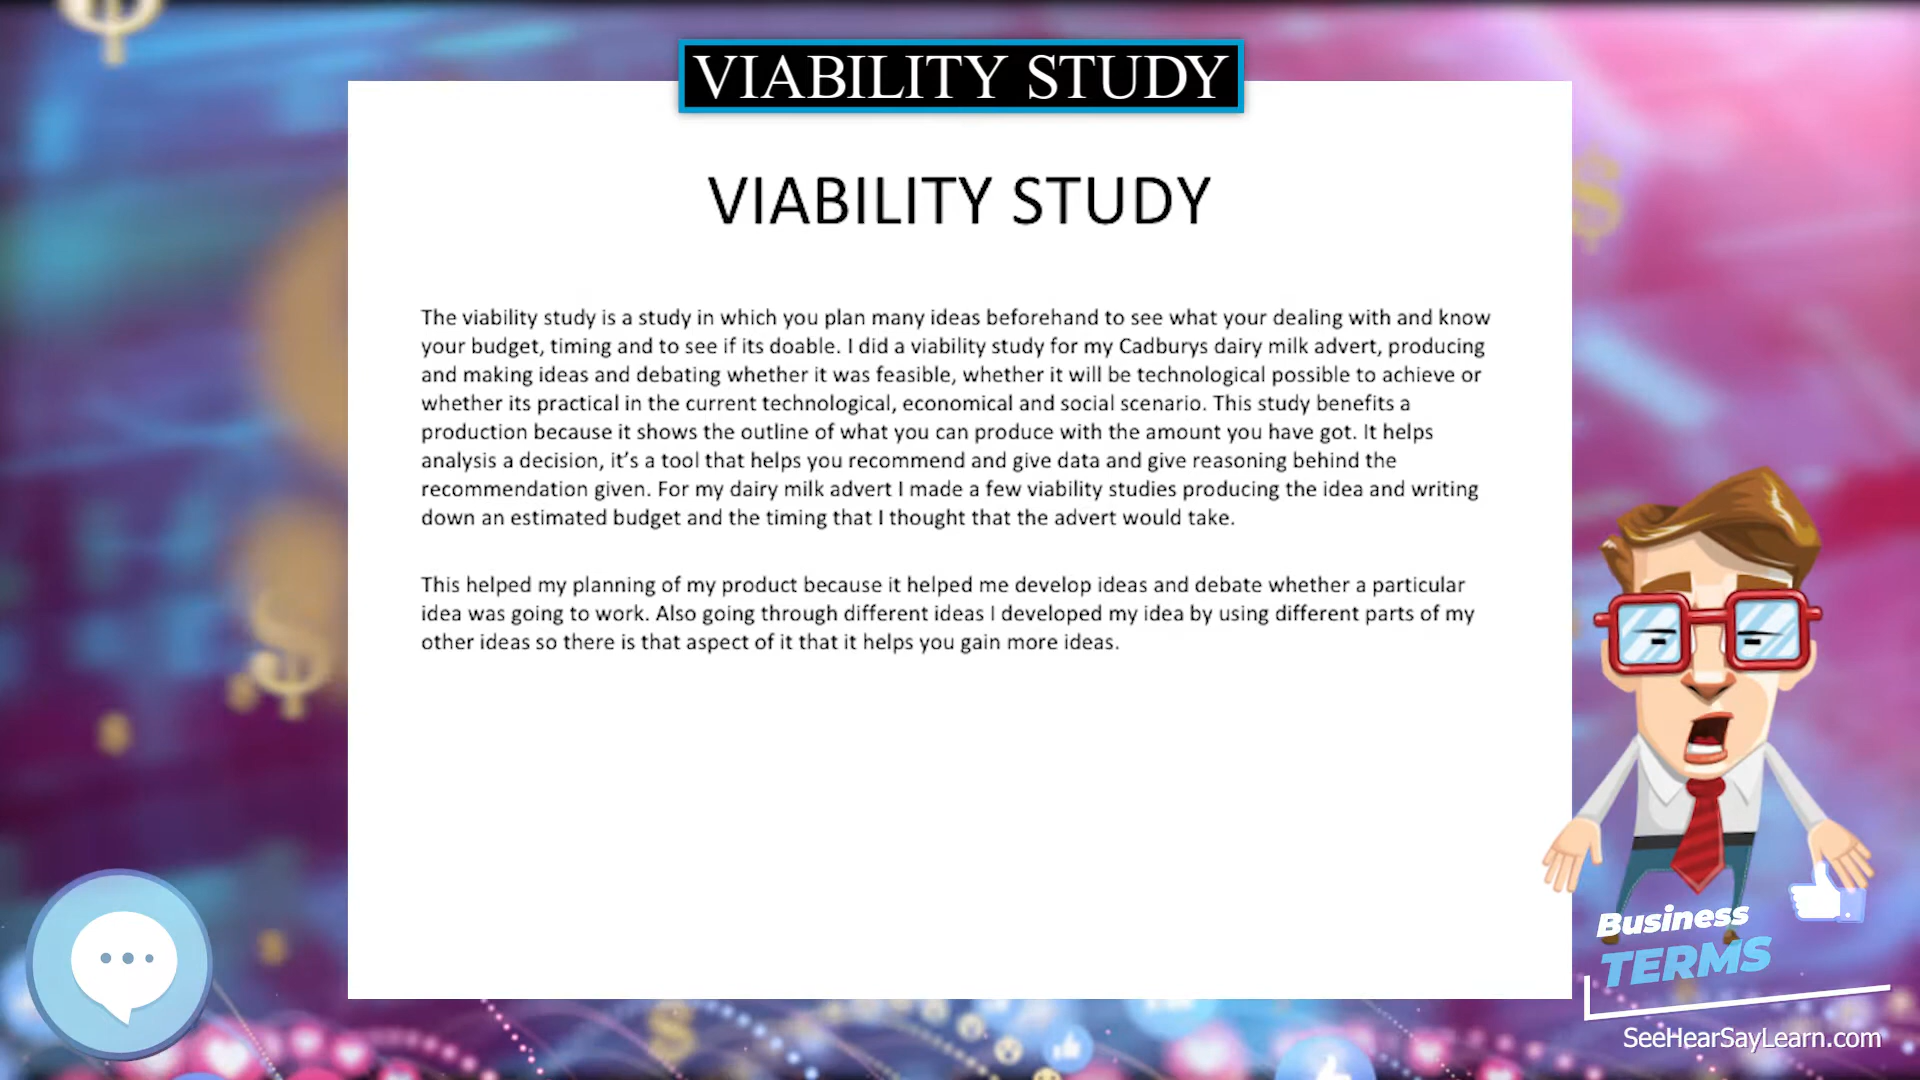 VIABILITY STUDY
VIABILITY STUDY
The viability study is a study in which you plan many ideas beforehand to see what your dealing with and know
your budget, timing and to see if its doable. I did a viability study for my Cadburys dairy milk advert, producing
and making ideas and debating whether it was feasible, whether it will be technological possible to achieve or
whether its practical in the current technological, economical and social scenario. This study benefits a
production because it shows the outline of what you can produce with the amount you have got. It helps
analysis a decision, it’s a tool that helps you recommend and give data and give reasoning behind the
recommendation given. For my dairy milk advert I made a few viability studies producing the idea and writing
down an estimated budget and the timing that I thought that the advert would take.
This helped my planning of my product because it helped me develop ideas and debate whether a particular
idea was going to work. Also going through different ideas I developed my idea by using different parts of my
other ideas so there is that aspect of it that it helps you gain more ideas.
Business
TERMS
SeeHearSayLearn.com